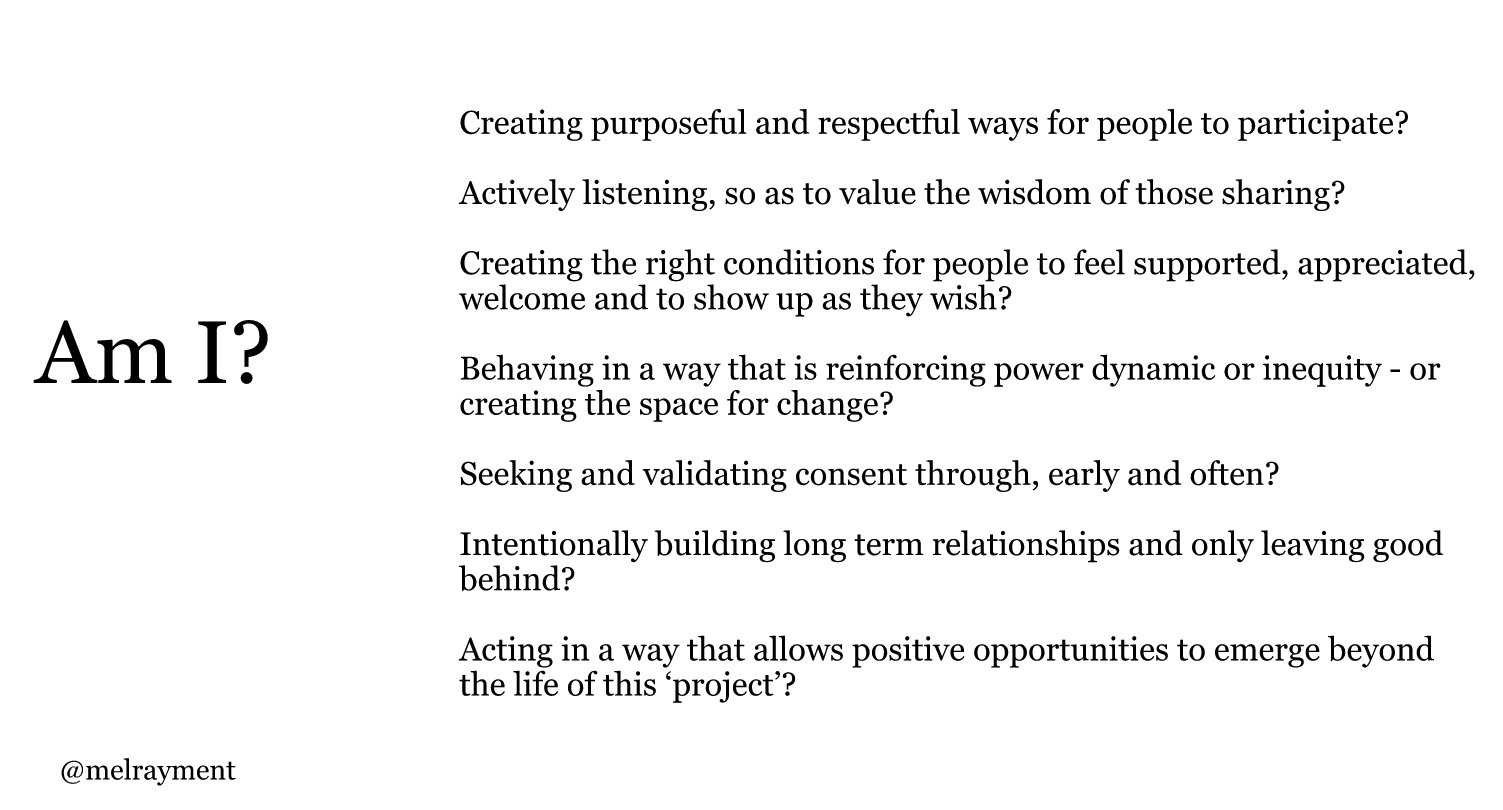 Am I?
Creating purposeful and respectful ways for people to participate?
Actively listening, so as to value the wisdom of those sharing?
Creating the right conditions for people to feel supported, appreciated,
welcome and to show up as they wish?
Behaving in a way that is reinforcing power dynamic or inequity - or
creating the space for change?
Seeking and validating consent through, early and often?
Intentionally building long term relationships and only leaving good
behind?
Acting in a way that allows positive opportunities to emerge beyond
the life of this ‘project’?
@melrayment